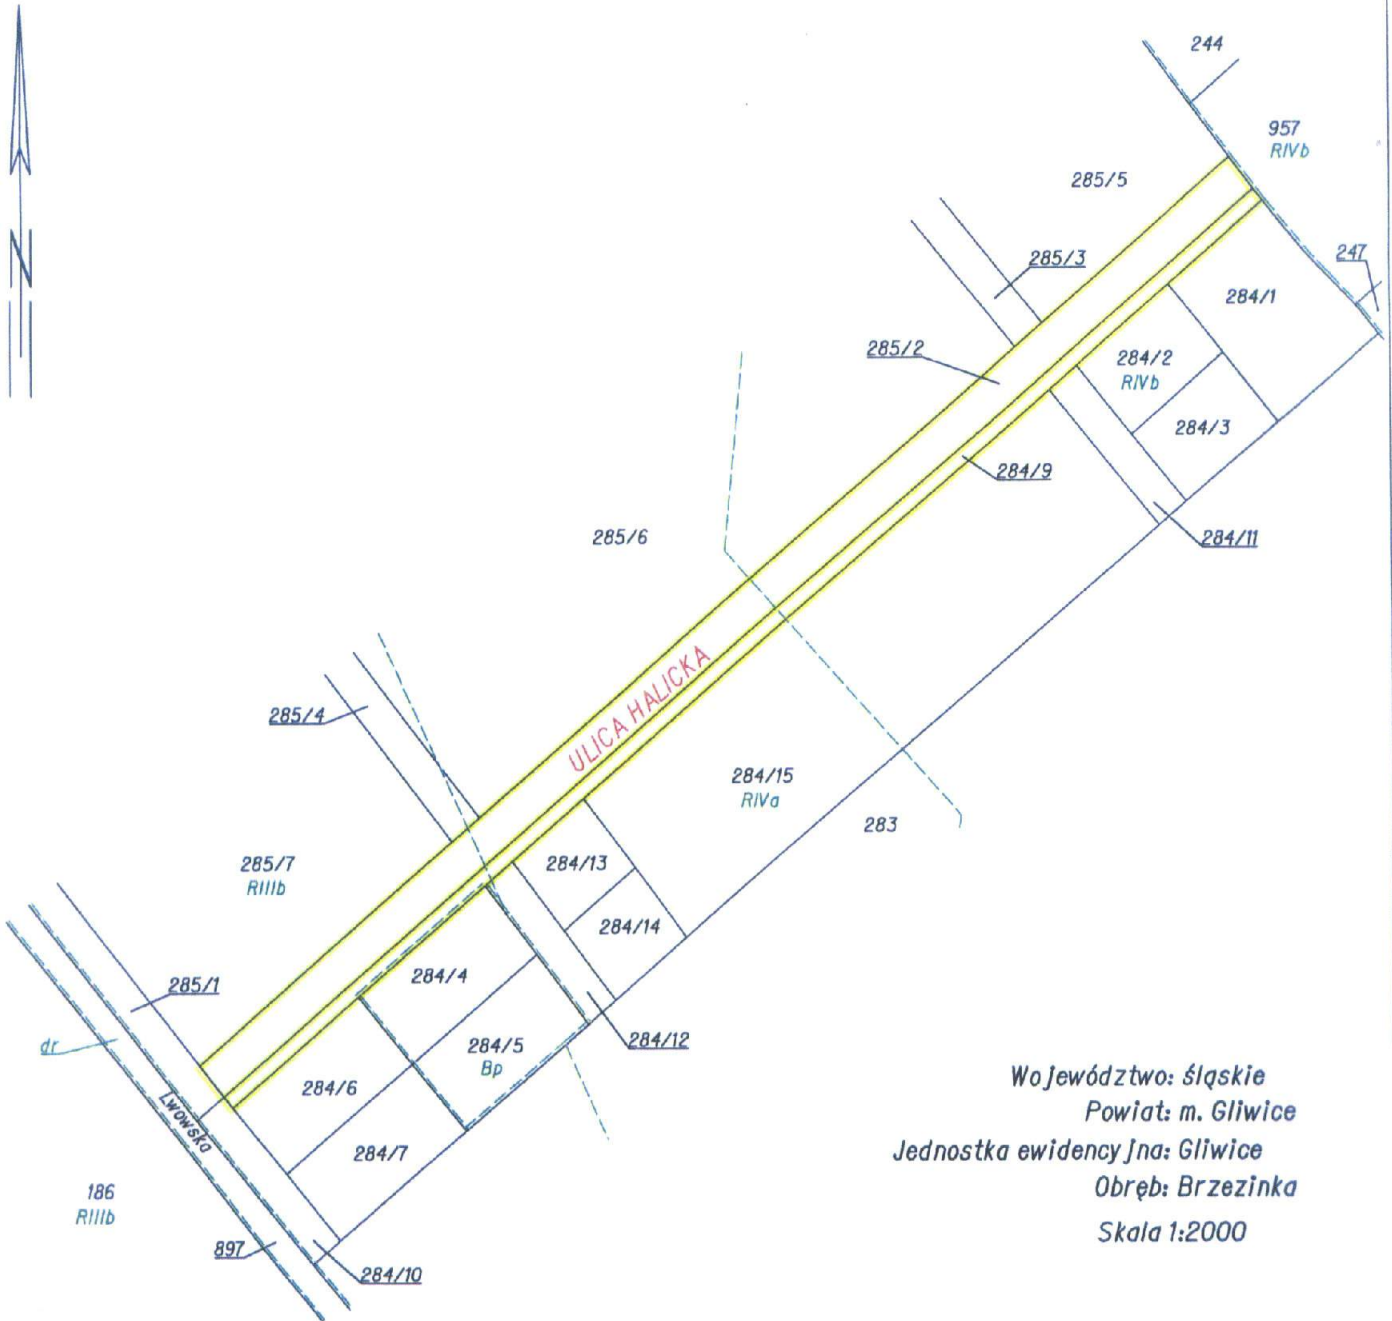 244
957
RIVb
285/5
247
285/3
284/1
285/2
284/2
RIVb
284/3
284/9
285/6
284/11
ULICA HALICKA
285/4
284/15
RIVa
283
285/7
RIIIb
284/13
284/14
284/4
285/1
284/5
Bp
284/12
dr
284/6
Lwowska
284/7
186
RIIIb
897
284/10
N
Województwo: śląskie
Powiat: m. Gliwice
Jednostka ewidencyjna: Gliwice
Obręb: Brzezinka
Skala 1:2000